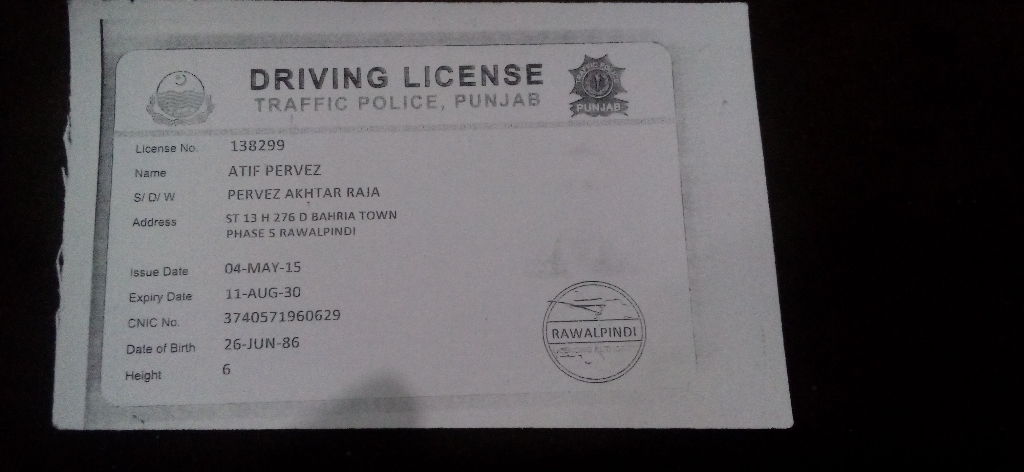 DRIVING LICENSE
TRAFFIC POLICE, PUNJAB
PUNJAB
License No. 138299
Name ATIF PERVEZ
S/ D/ W PERVEZ AKHTAR RAJA
Address ST 13 H 276 D BAHRIA TOWN
PHASE 5 RAWALPINDI
Issue Date 04-MAY-15
Expiry Date 11-AUG-30
CNIC No. 3740571960629
Date of Birth 26-JUN-86
Height 6
RAWALPINDI